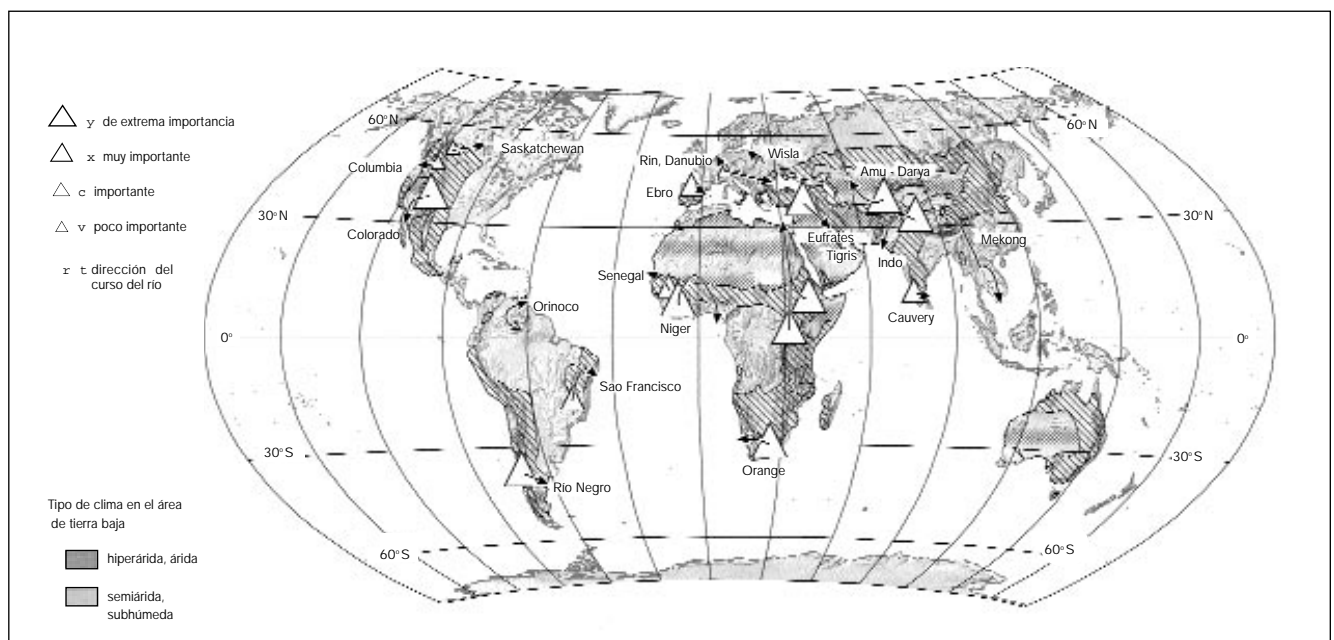 y de extrema importancia
x muy importante
c importante
v poco importante
r t dirección del
curso del río
Tipo de clima en el área
de tierra baja
hiperárida, árida
semiárida,
subhúmeda
60°N
60°N
Saskatchewan
Columbia
Rin, Danubio
Wisla
Amu - Darya
Ebro
30°N
30°N
Colorado
Eufrates
Tigris
Indo
Mekong
Senegal
Orinoco
Niger
Cauvery
0°
0°
Sao Francisco
30°S
30°S
Orange
Río Negro
60°S
60°S